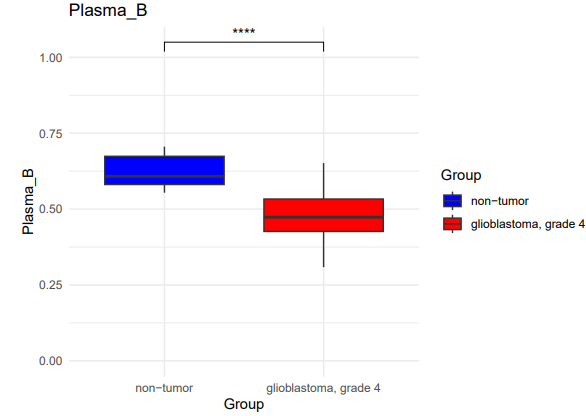 Plasma_B
****
1.00
0.75
0.50
0.25
0.00
Plasma_B
non−tumor
glioblastoma, grade 4
Group
Group
non−tumor
glioblastoma, grade 4